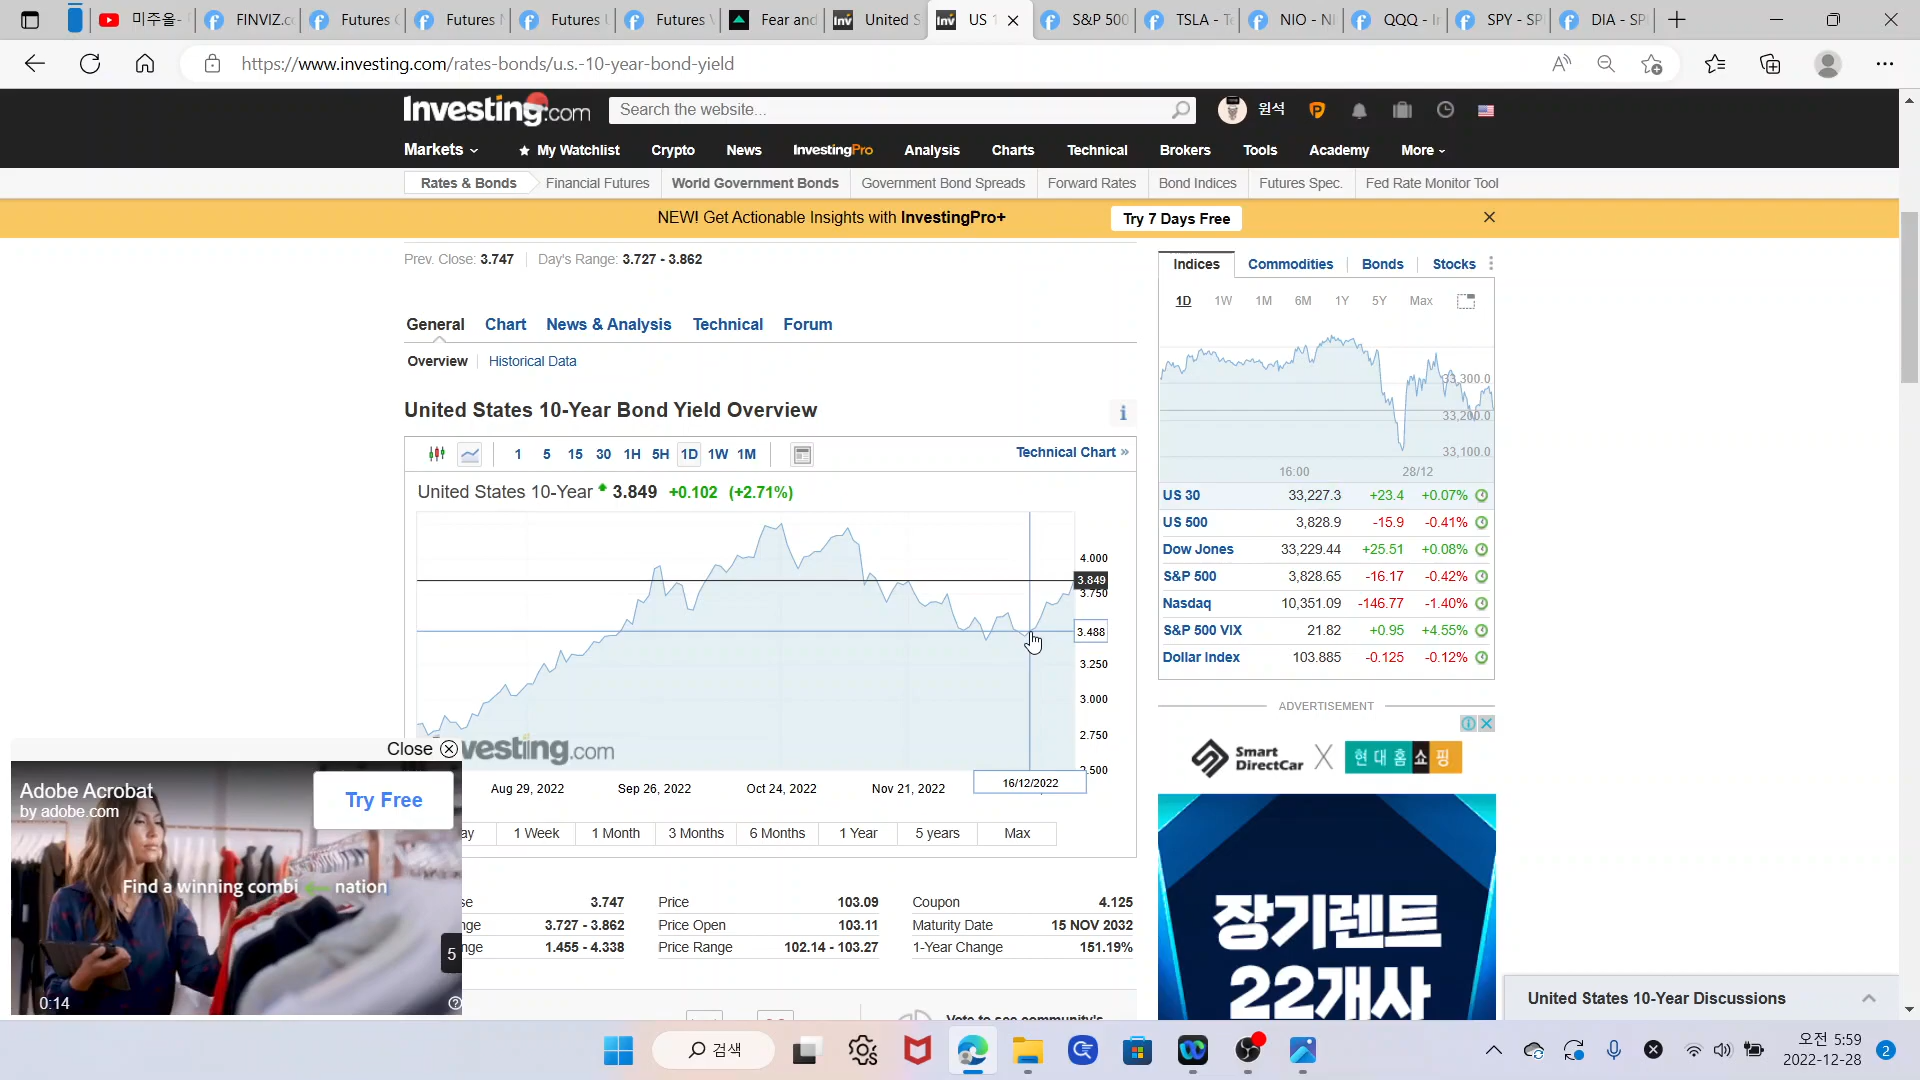 미주올-
FINVIZ.c
Futures
Futures
Futures
Futures
Fear and
United S
US 1
S&P 500
TSLA - T
NIO - N
QQQ - I
SPY - SP
DIA - SP
https://www.investing.com/rates-bonds/u.s.-10-year-bond-yield
Investing.com
Search the website...
원석
Markets
My Watchlist
Crypto
News
InvestingPro
Analysis
Charts
Technical
Brokers
Tools
Academy
More
Rates & Bonds
Financial Futures
World Government Bonds
Government Bond Spreads
Forward Rates
Bond Indices
Futures Spec.
Fed Rate Monitor Tool
NEW! Get Actionable Insights with InvestingPro+
Try 7 Days Free
Prev. Close: 3.747
Day's Range: 3.727 - 3.862
General
Chart
News & Analysis
Technical
Forum
Overview
Historical Data
United States 10-Year Bond Yield Overview
1 5 15 30 1H 5H 1D 1W 1M
Technical Chart »
United States 10-Year 3.849 +0.102 (+2.71%)
4.000
3.849
3.750
3.488
3.250
3.000
2.750
2.500
vesting.com
Aug 29, 2022
Sep 26, 2022
Oct 24, 2022
Nov 21, 2022
16/12/2022
ay
1 Week
1 Month
3 Months
6 Months
1 Year
5 years
Max
se 3.747
Price 103.09
Coupon 4.125
nge 3.727 - 3.862
Price Open 103.11
Maturity Date 15 NOV 2032
nge 1.455 - 4.338
Price Range 102.14 - 103.27
1-Year Change 151.19%
Vote to see community's
Close
Adobe Acrobat
by adobe.com
Try Free
Find a winning combi nation
5
0:14
Indices
Commodities
Bonds
Stocks
1D 1W 1M 6M 1Y 5Y Max
33,300.0
33,200.0
33,100.0
16:00
28/12
US 30 33,227.3 +23.4 +0.07%
US 500 3,828.9 -15.9 -0.41%
Dow Jones 33,229.44 +25.51 +0.08%
S&P 500 3,828.65 -16.17 -0.42%
Nasdaq 10,351.09 -146.77 -1.40%
S&P 500 VIX 21.82 +0.95 +4.55%
Dollar Index 103.885 -0.125 -0.12%
ADVERTISEMENT
Smart
DirectCar
X
현대홈쇼핑
장기렌트
22개사
United States 10-Year Discussions
검색
오전 5:59
2022-12-28
2